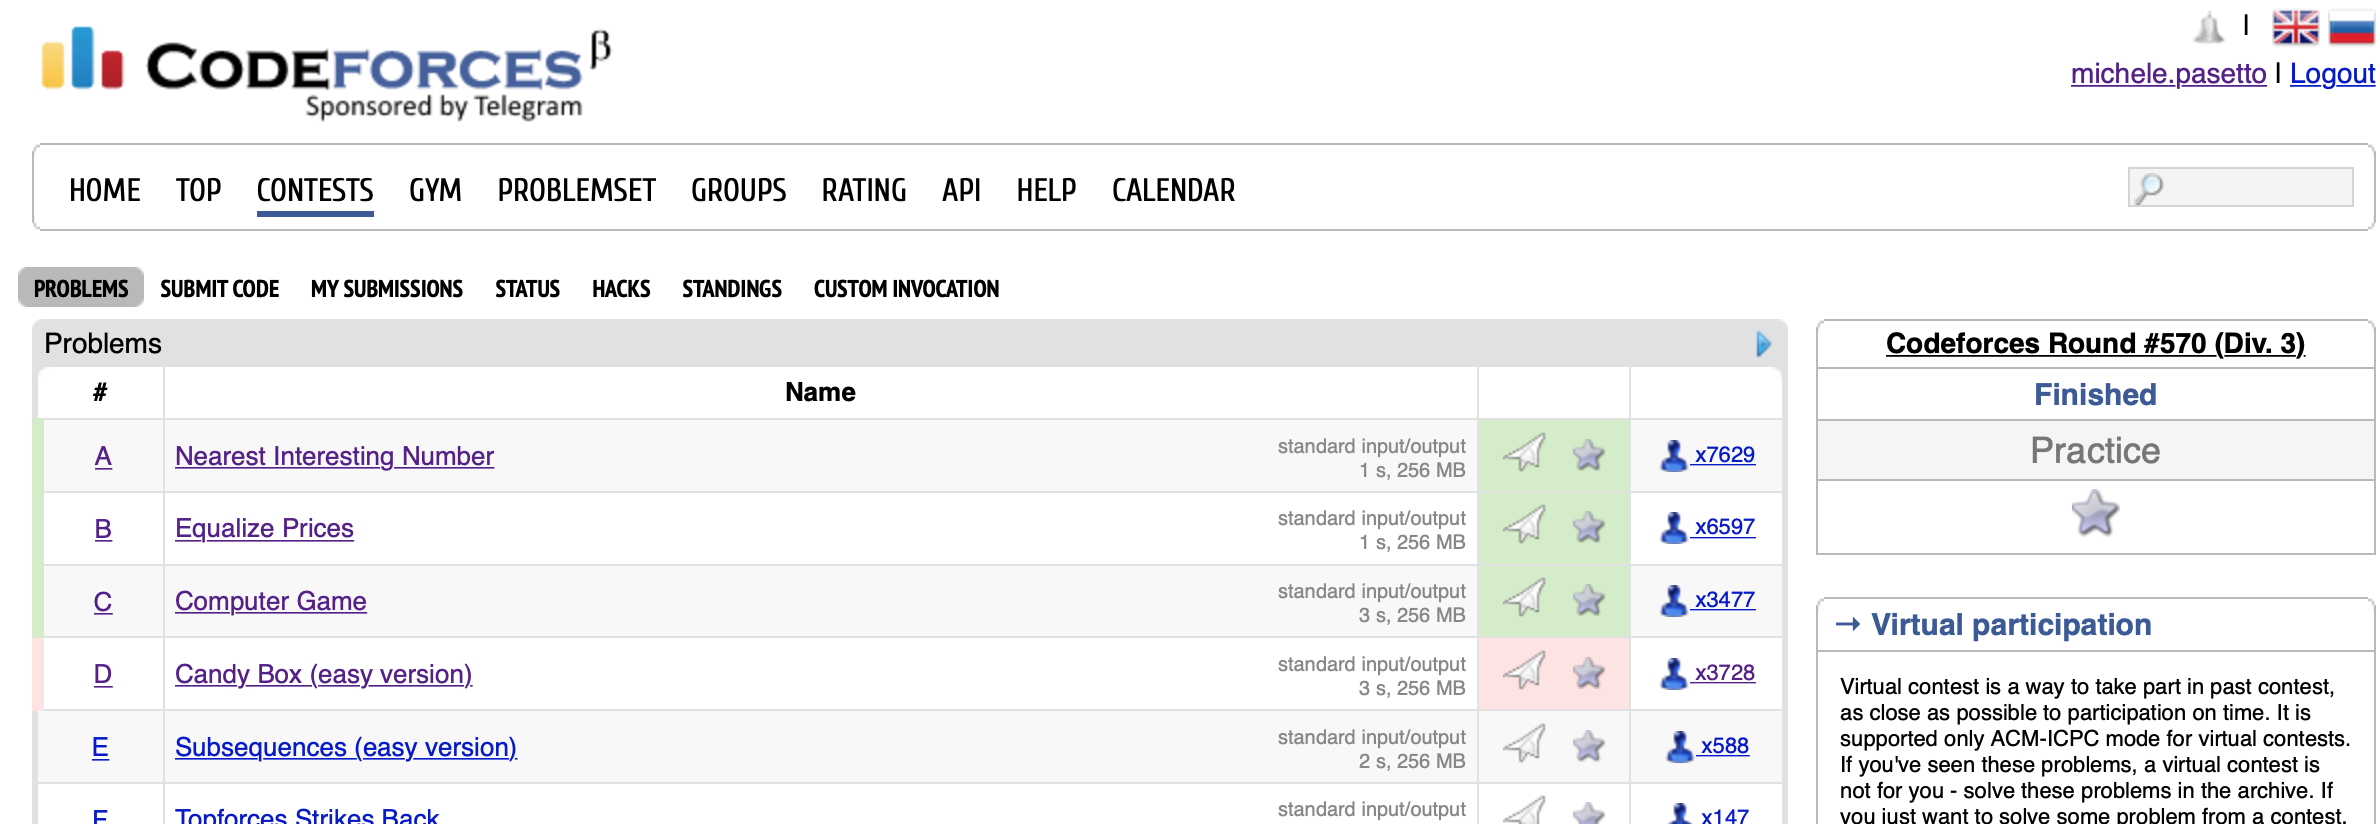 CODEFORCES β
Sponsored by Telegram
|
michele.pasetto | Logout
HOME TOP CONTESTS GYM PROBLEMSET GROUPS RATING API HELP CALENDAR
PROBLEMS SUBMIT CODE MY SUBMISSIONS STATUS HACKS STANDINGS CUSTOM INVOCATION
Problems
# Name
A Nearest Interesting Number standard input/output
1 s, 256 MB x7629
B Equalize Prices standard input/output
1 s, 256 MB x6597
C Computer Game standard input/output
3 s, 256 MB x3477
D Candy Box (easy version) standard input/output
3 s, 256 MB x3728
E Subsequences (easy version) standard input/output
2 s, 256 MB x588
F Topforces Strikes Back standard input/output x147
Codeforces Round #570 (Div. 3)
Finished
Practice
→ Virtual participation
Virtual contest is a way to take part in past contest,
as close as possible to participation on time. It is
supported only ACM-ICPC mode for virtual contests.
If you've seen these problems, a virtual contest is
not for you - solve these problems in the archive. If
you just want to solve some problem from a contest,